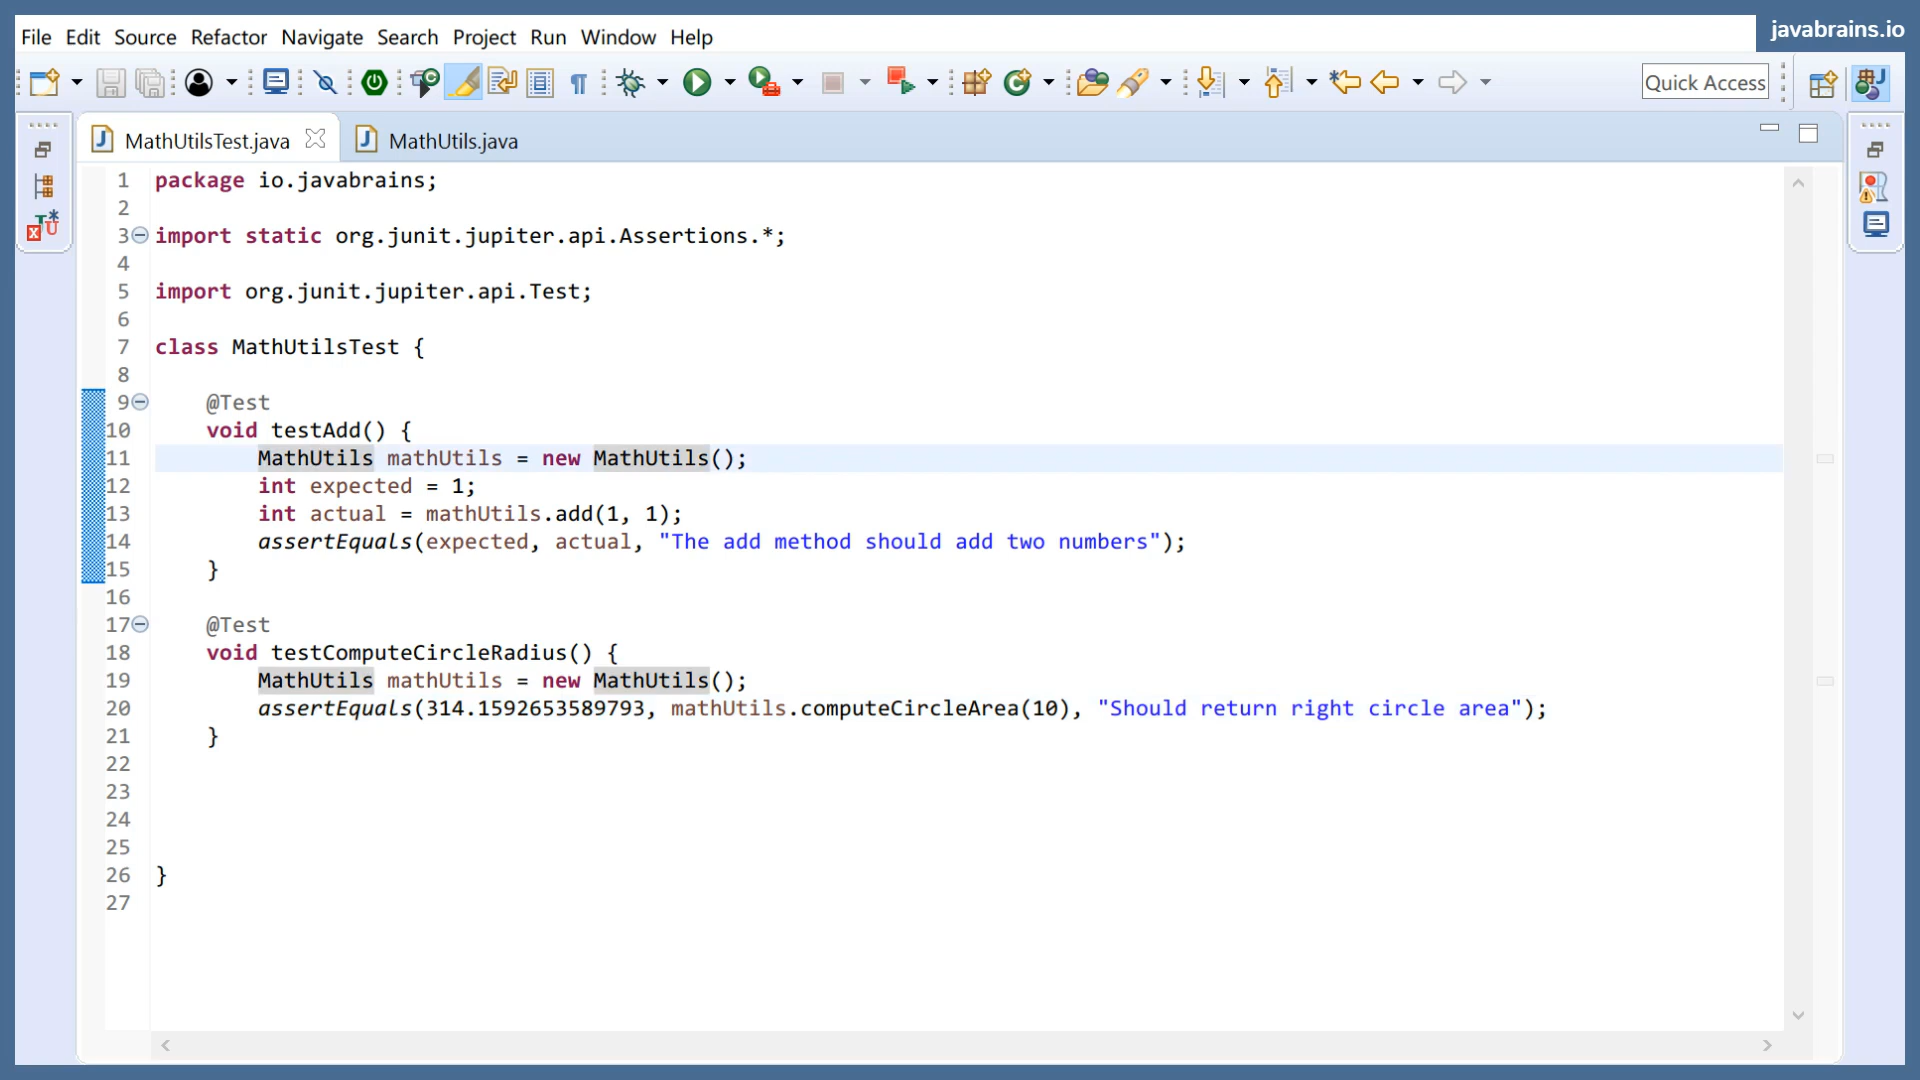 javabrains.io
File Edit Source Refactor Navigate Search Project Run Window Help
Quick Access
MathUtilsTest.java MathUtils.java
1 package io.javabrains;
2
3 import static org.junit.jupiter.api.Assertions.*;
4
5 import org.junit.jupiter.api.Test;
6
7 class MathUtilsTest {
8
9 @Test
10 void testAdd() {
11 MathUtils mathUtils = new MathUtils();
12 int expected = 1;
13 int actual = mathUtils.add(1, 1);
14 assertEquals(expected, actual, "The add method should add two numbers");
15 }
16
17 @Test
18 void testComputeCircleRadius() {
19 MathUtils mathUtils = new MathUtils();
20 assertEquals(314.1592653589793, mathUtils.computeCircleArea(10), "Should return right circle area");
21 }
22
23
24
25
26 }
27